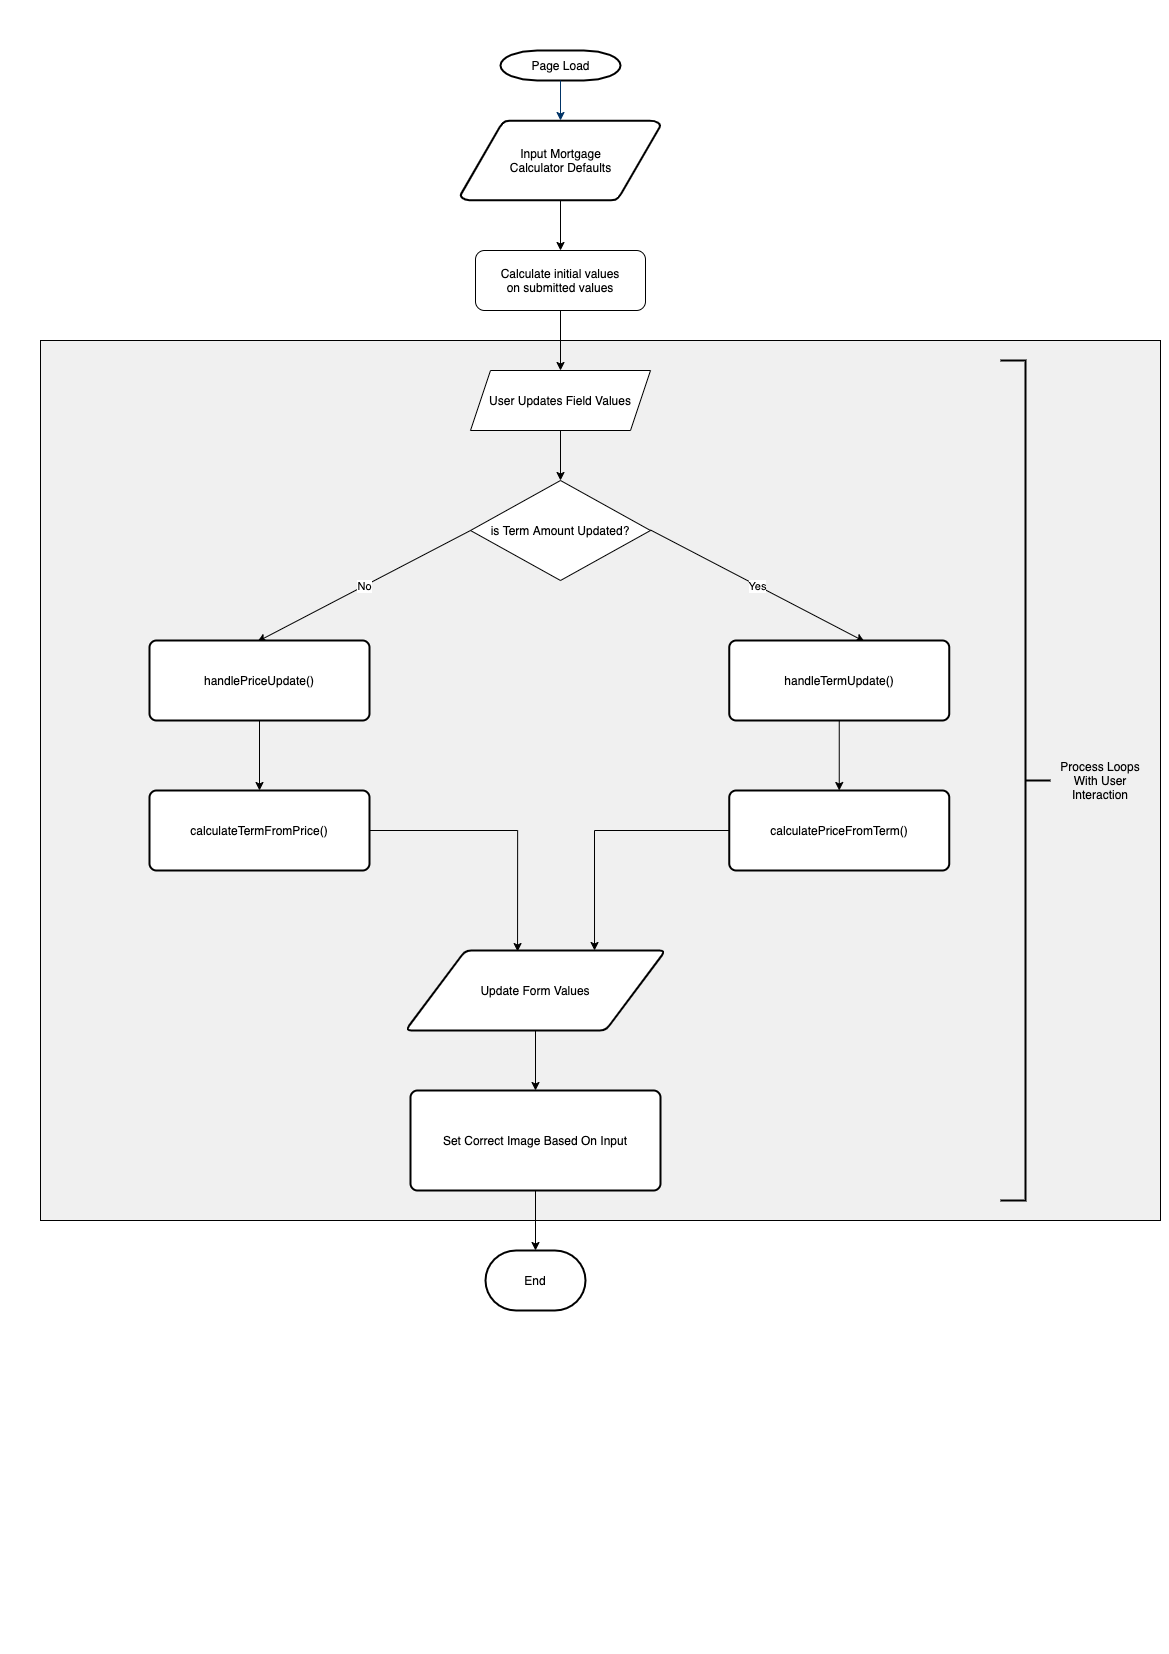 Page Load
Input Mortgage
Calculator Defaults
Calculate initial values
on submitted values
User Updates Field Values
is Term Amount Updated?
No
Yes
handlePriceUpdate()
handleTermUpdate()
Process Loops
With User
Interaction
calculateTermFromPrice()
calculatePriceFromTerm()
Update Form Values
Set Correct Image Based On Input
End